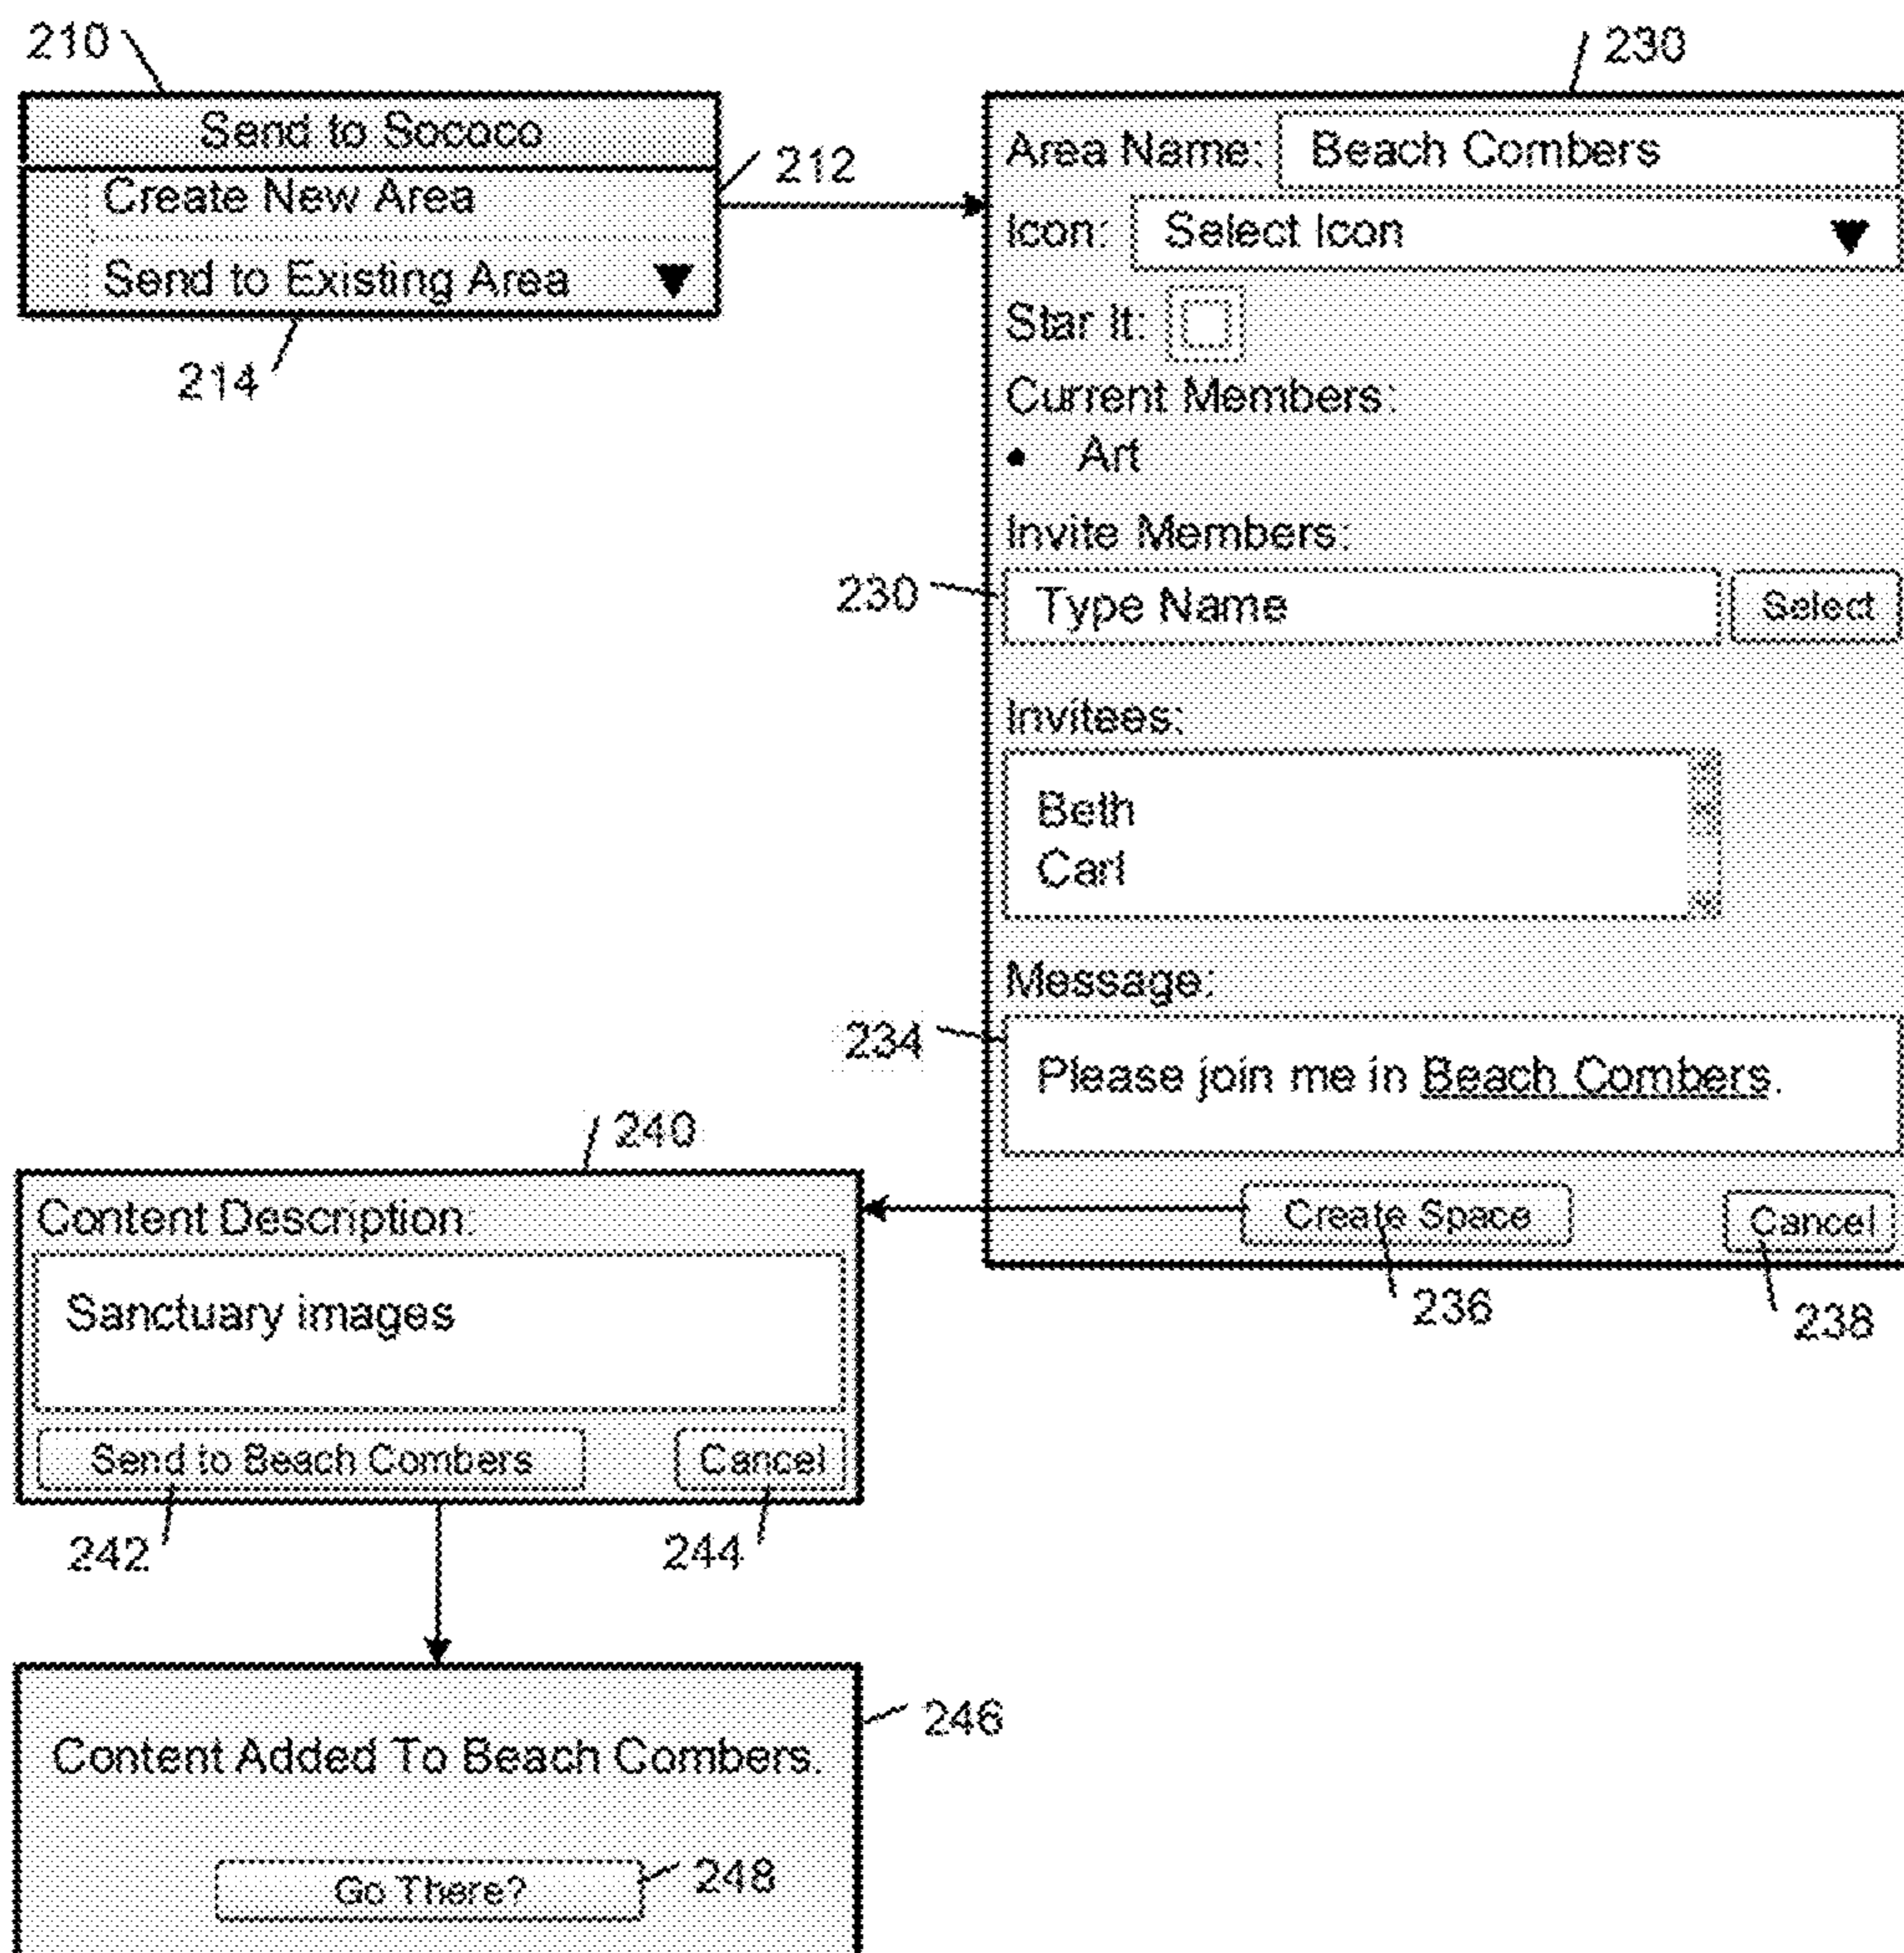 210
Send to Sococo
Create New Area
212
Send to Existing Area
214
230
Area Name: Beach Combers
Icon: Select Icon
Star It:
Current Members:
• Art
Invite Members:
230
Type Name
Select
Invitees:
Beth
Carl
Message:
234
Please join me in Beach Combers.
Create Space
Cancel
236
238
240
Content Description:
Sanctuary images
Send to Beach Combers
Cancel
242
244
246
Content Added To Beach Combers.
Go There?
248